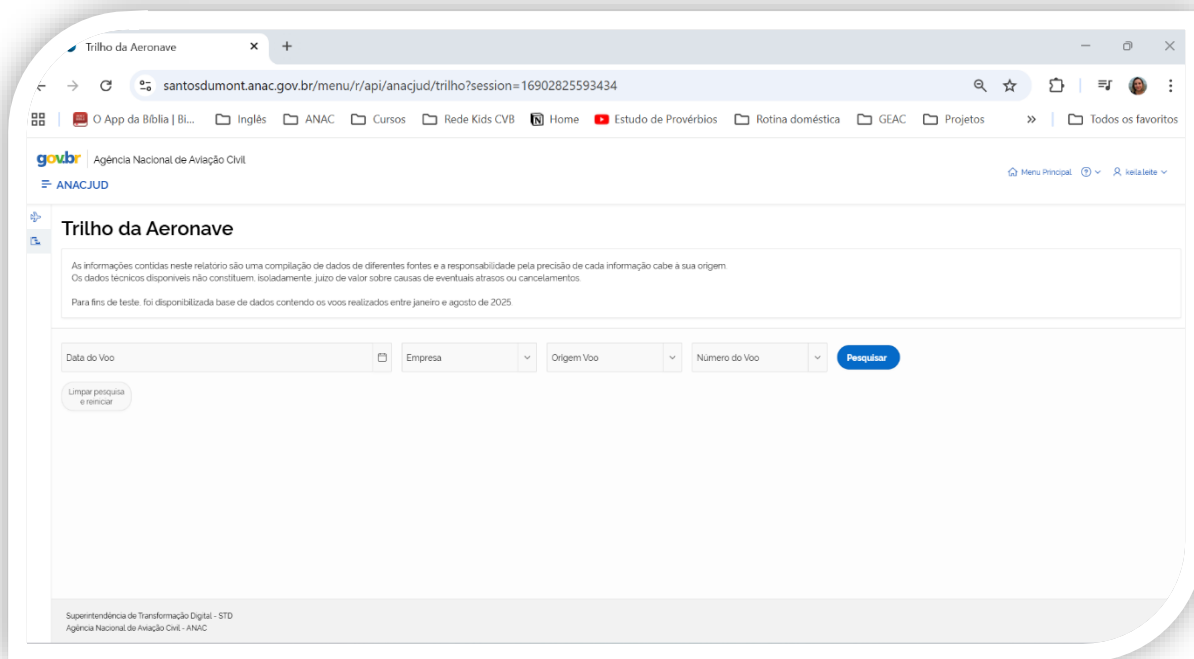 Trilho da Aeronave
santosdumont.anac.gov.br/menu/r/api/anacjud/trilho?session=16902825593434
O App da Bíblia | Bi... Inglês ANAC Cursos Rede Kids CVB Home Estudo de Provérbios Rotina doméstica GEAC Projetos » Todos os favoritos
gov.br Agência Nacional de Aviação Civil
ANACJUD
Menu Principal keila.leite
Trilho da Aeronave
As informações contidas neste relatório são uma compilação de dados de diferentes fontes e a responsabilidade pela precisão de cada informação cabe à sua origem.
Os dados técnicos disponíveis não constituem, isoladamente, juízo de valor sobre causas de eventuais atrasos ou cancelamentos.
Para fins de teste, foi disponibilizada base de dados contendo os voos realizados entre janeiro e agosto de 2025.
Data do Voo Empresa Origem Voo Número do Voo Pesquisar
Limpar pesquisa
e reiniciar
Superintendência de Transformação Digital - STD
Agência Nacional de Aviação Civil - ANAC